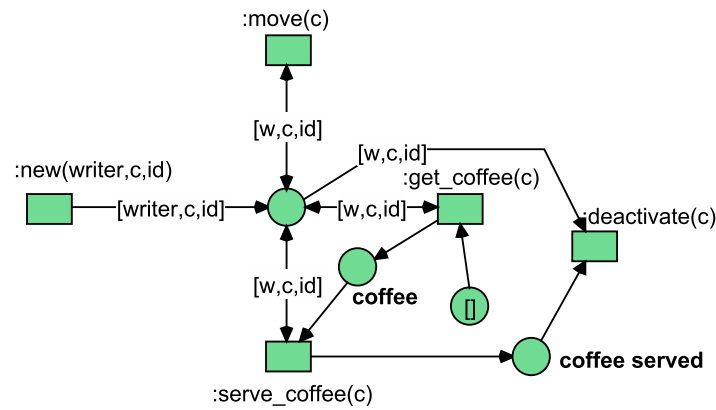 :move(c)
[w,c,id]
[w,c,id]
:new(writer,c,id)
:get_coffee(c)
[writer,c,id]
[w,c,id]
:deactivate(c)
[w,c,id]
coffee
[]
coffee served
:serve_coffee(c)